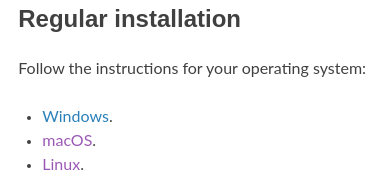 Regular installation
Follow the instructions for your operating system:
• Windows.
• macOS.
• Linux.